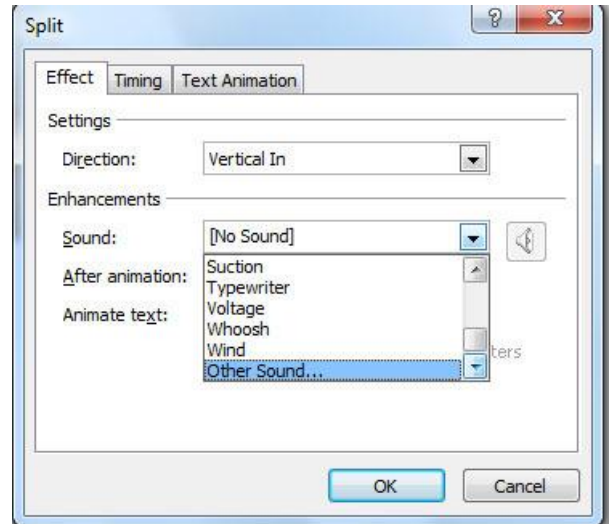 Split
Effect Timing Text Animation
Settings
Direction: Vertical In
Enhancements
Sound: [No Sound]
After animation: Suction
Typewriter
Animate text: Voltage
Whoosh
Wind
ters
Other Sound...
OK Cancel